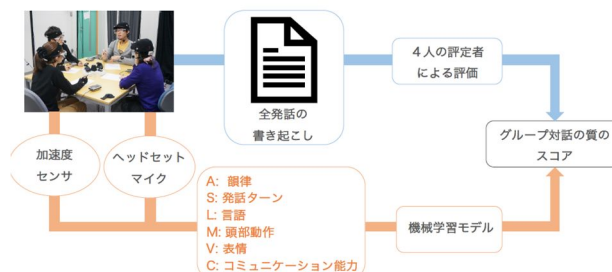 全発話の
書き起こし
4人の評定者
による評価
グループ対話の質の
スコア
加速度
センサ
ヘッドセット
マイク
A: 韻律
S: 発話ターン
L: 言語
M: 頭部動作
V: 表情
C: コミュニケーション能力
機械学習モデル